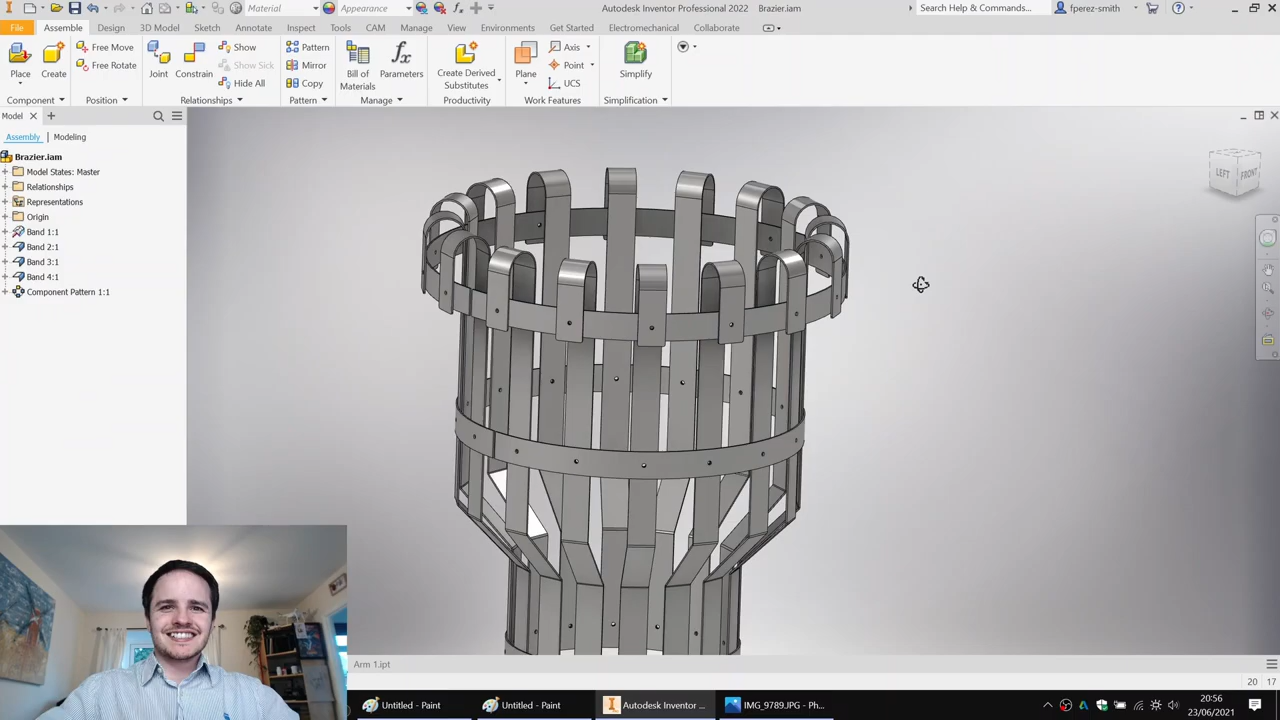 Material
Appearance
Autodesk Inventor Professional 2022 Brazier.iam
Search Help & Commands...
fperez-smith
File Assemble Design 3D Model Sketch Annotate Inspect Tools Manage View Environments Get Started Electromechanical Collaborate
Place
Create
Free Move
Free Rotate
Joint
Constrain
Show
Show Sick
Hide All
Pattern
Mirror
Copy
Bill of
Materials
Parameters
Create Derived
Substitutes
Plane
Axis
Point
UCS
Simplify
Component Position Relationships Pattern Manage Productivity Work Features Simplification
Model
Assembly Modeling
Brazier.iam
Model States: Master
Relationships
Representations
Origin
Band 1:1
Band 2:1
Band 3:1
Band 4:1
Component Pattern 1:1
LEFT FRONT
Arm 1.ipt
20 17
Untitled - Paint
Untitled - Paint
Autodesk Inventor ...
IMG_9789.JPG - Ph...
20:56
23/06/2021